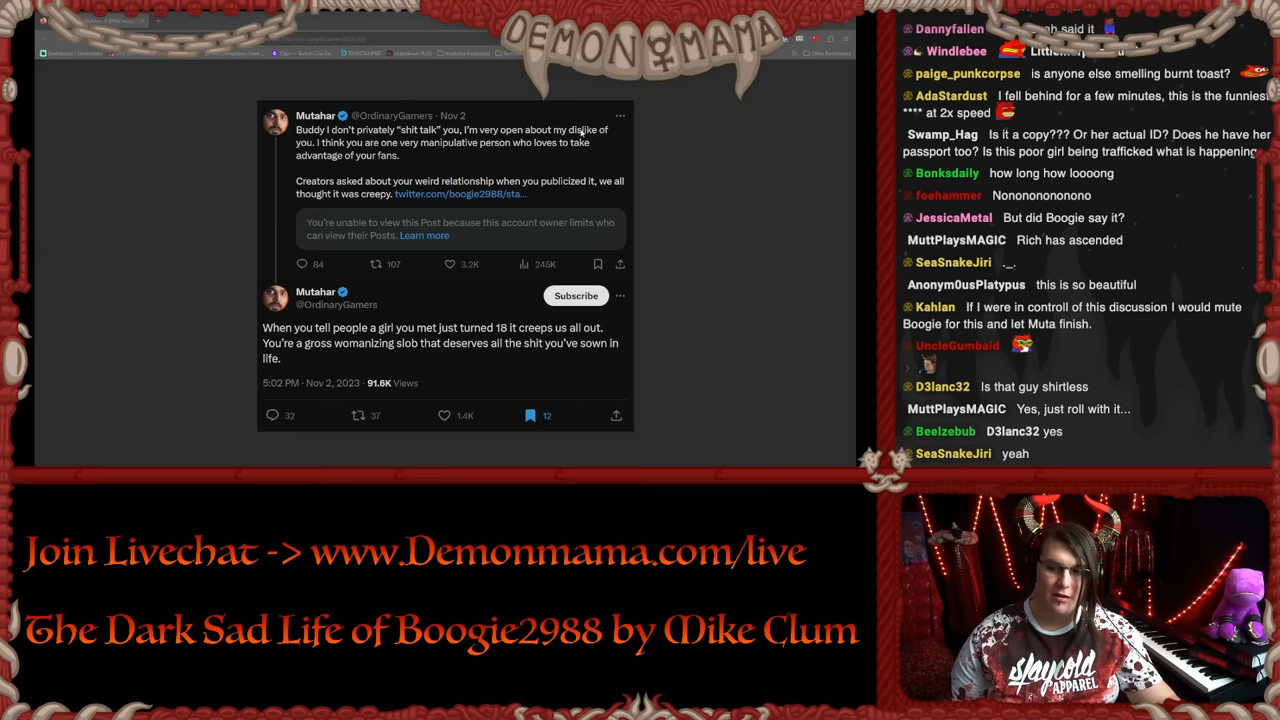 DEMON MAMA
Mutahar @OrdinaryGamers · Nov 2
Buddy I don't privately “shit talk” you, I'm very open about my dislike of
you. I think you are one very manipulative person who loves to take
advantage of your fans.
Creators asked about your weird relationship when you publicized it, we all
thought it was creepy. twitter.com/boogie2988/sta...
You're unable to view this Post because this account owner limits who
can view their Posts. Learn more
84 107 3.2K 245K
Mutahar
@OrdinaryGamers
Subscribe
When you tell people a girl you met just turned 18 it creeps us all out.
You're a gross womanizing slob that deserves all the shit you've sown in
life.
5:02 PM · Nov 2, 2023 · 91.6K Views
32 37 1.4K 12
Dannyfallen said it
Windlebee
paige_punkcorpse is anyone else smelling burnt toast?
AdaStardust I fell behind for a few minutes, this is the funnies
**** at 2x speed
Swamp_Hag Is it a copy??? Or her actual ID? Does he have her
passport too? Is this poor girl being trafficked what is happening
Bonksdaily how long how loooong
foehammer Nonononononono
JessicaMetal But did Boogie say it?
MuttPlaysMAGIC Rich has ascended
SeaSnakeJiri ._.
Anonym0usPlatypus this is so beautiful
Kahlan If I were in controll of this discussion I would mute
Boogie for this and let Muta finish.
UncleGumbald
D3lanc32 Is that guy shirtless
MuttPlaysMAGIC Yes, just roll with it...
Beelzebub D3lanc32 yes
SeaSnakeJiri yeah
Join Livechat -> www.Demonmama.com/live
The Dark Sad Life of Boogie2988 by Mike Clum
staycold
APPAREL